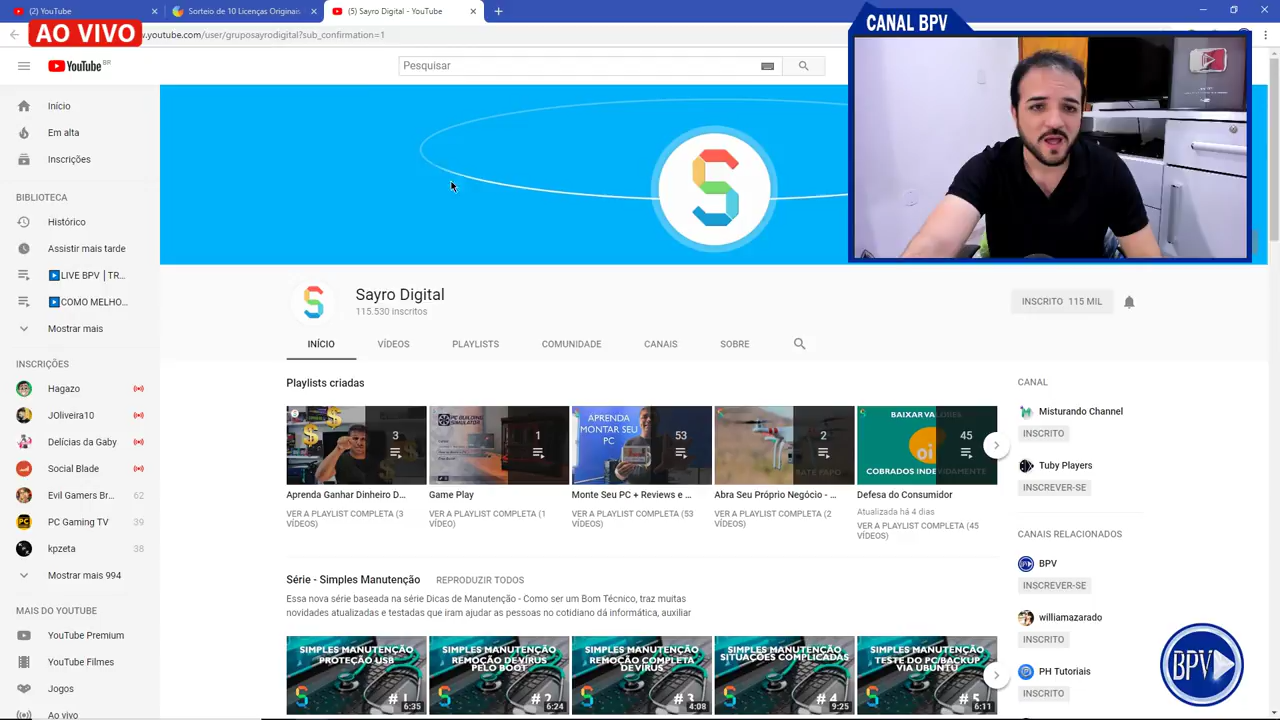 (2) YouTube
Sorteio de 10 Licenças Originais
(5) Sayro Digital - YouTube
AO VIVO
.youtube.com/user/gruposayrodigital?sub_confirmation=1
CANAL BPV
YouTube BR
Pesquisar
Início
Em alta
Inscrições
BIBLIOTECA
Histórico
Assistir mais tarde
LIVE BPV | TR...
COMO MELHO...
Mostrar mais
INSCRIÇÕES
Hagazo
JOliveira10
Delícias da Gaby
Social Blade
Evil Gamers Br... 62
PC Gaming TV 39
kpzeta 38
Mostrar mais 994
MAIS DO YOUTUBE
YouTube Premium
YouTube Filmes
Jogos
Ao vivo
Sayro Digital
115.530 inscritos
INSCRITO 115 MIL
INÍCIO VÍDEOS PLAYLISTS COMUNIDADE CANAIS SOBRE
Playlists criadas
3
PC BUILDING
SIMULATOR
1
APRENDA
MONTAR SEU
PC
53
2
BATE PAPO
BAIXAR VALORES
oi
COBRADOS INDEVIDAMENTE
45
Aprenda Ganhar Dinheiro D...
VER A PLAYLIST COMPLETA (3
VÍDEOS)
Game Play
VER A PLAYLIST COMPLETA (1
VÍDEO)
Monte Seu PC + Reviews e ...
VER A PLAYLIST COMPLETA (53
VÍDEOS)
Abra Seu Próprio Negócio - ...
VER A PLAYLIST COMPLETA (2
VÍDEOS)
Defesa do Consumidor
Atualizada há 4 dias
VER A PLAYLIST COMPLETA (45
VÍDEOS)
Série - Simples Manutenção REPRODUZIR TODOS
Essa nova série baseada na série Dicas de Manutenção - Como ser um Bom Técnico, traz muitas
novidades atualizadas e testadas que iram ajudar as pessoas no cotidiano dá informática, auxiliar
SIMPLES MANUTENÇÃO
PROTEÇÃO USB
# 1
6:35
SIMPLES MANUTENÇÃO
REMOÇÃO DE VÍRUS
PELO BOOT
# 2
6:24
SIMPLES MANUTENÇÃO
REMOÇÃO COMPLETA
DE VIRUS
# 3
4:08
SIMPLES MANUTENÇÃO
SITUAÇÕES COMPLICADAS
# 4
9:25
SIMPLES MANUTENÇÃO
TESTE DO PC/BACKUP
VIA UBUNTU
# 5
6:11
CANAL
Misturando Channel
INSCRITO
Tuby Players
INSCREVER-SE
CANAIS RELACIONADOS
BPV
INSCREVER-SE
williamazarado
INSCRITO
PH Tutoriais
INSCRITO
BPV